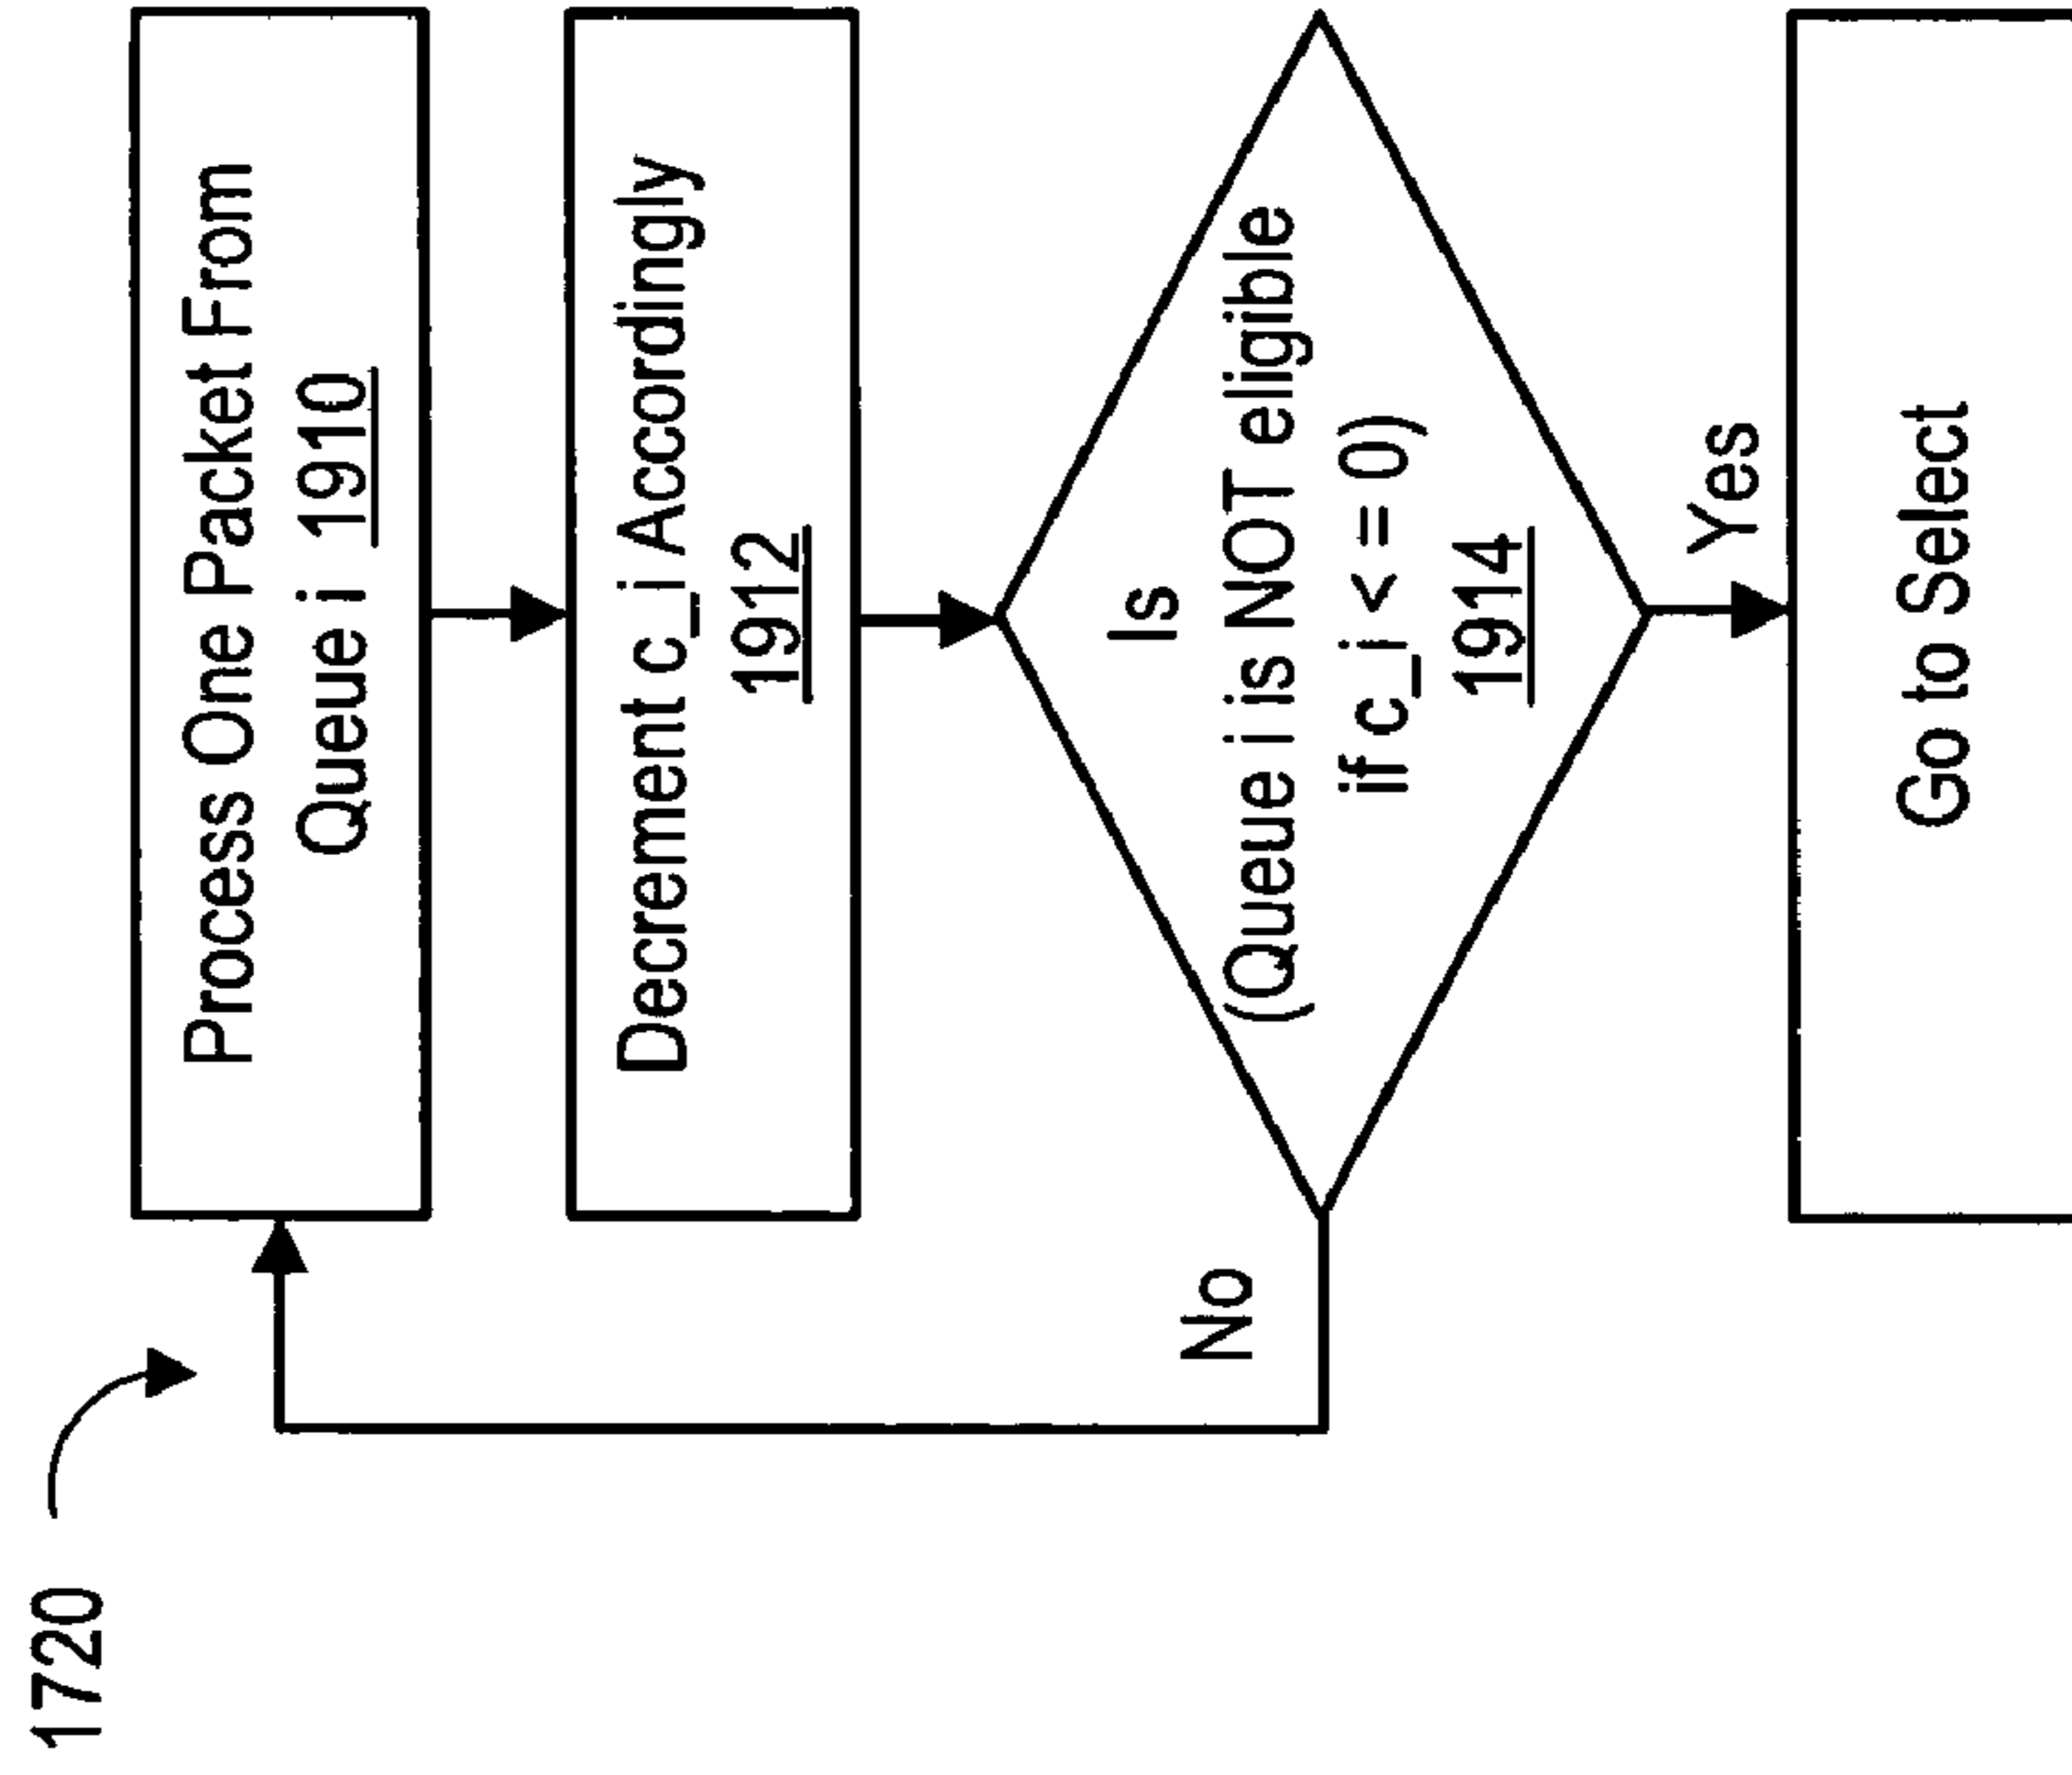 1720
Process One Packet From
Queue i 1910
Decrement c_i Accordingly
1912
Is
(Queue i is NOT eligible
if c_i < = 0)
1914
No
Yes
Go to Select